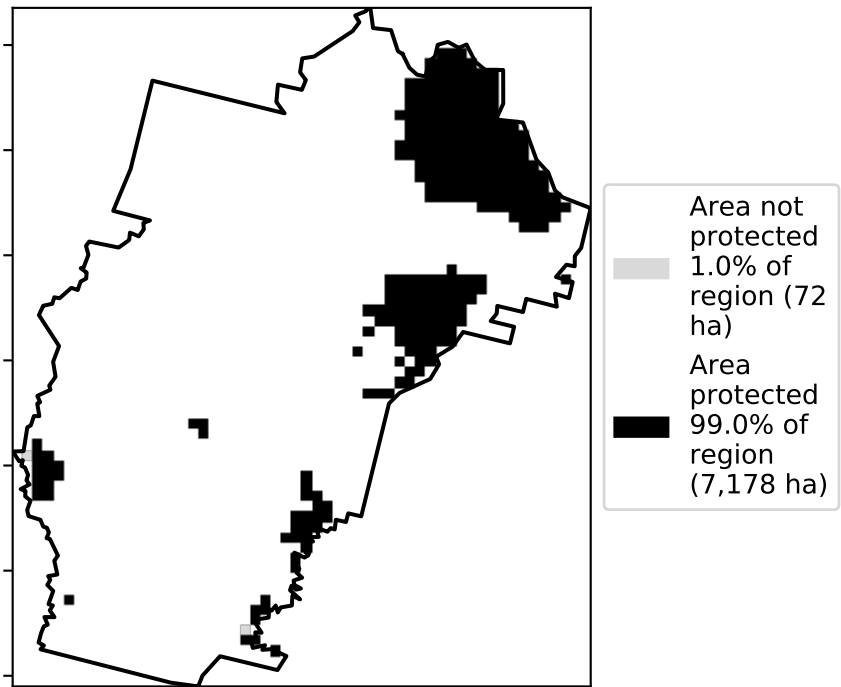 Area not
protected
1.0% of
region (72
ha)
Area
protected
99.0% of
region
(7,178 ha)